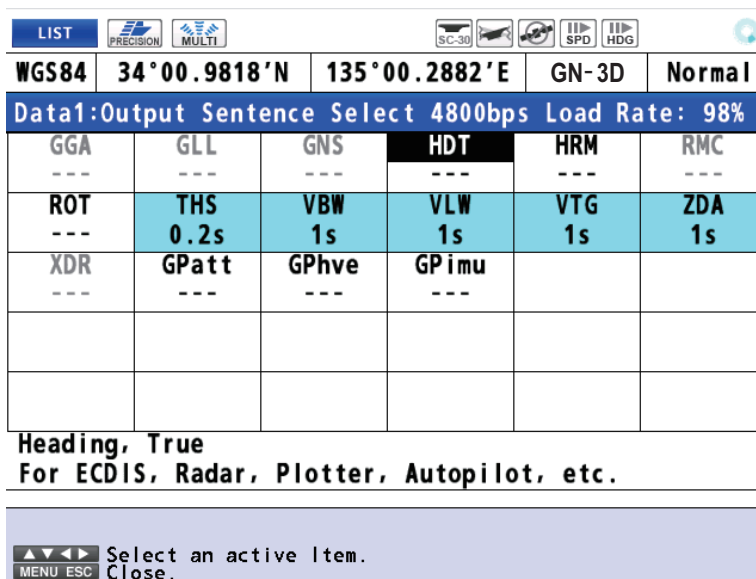 LIST PRECISION MULTI SC-30 SPD HDG
WGS84 34°00.9818'N 135°00.2882'E GN-3D Normal
Data1:Output Sentence Select 4800bps Load Rate: 98%
GGA GLL GNS HDT HRM RMC
--- --- --- --- --- ---
ROT THS VBW VLW VTG ZDA
--- 0.2s 1s 1s 1s 1s
XDR GPatt GPhve GPimu
--- --- --- ---
Heading, True
For ECDIS, Radar, Plotter, Autopilot, etc.
▲▼◀▶ Select an active Item.
MENU ESC Close.